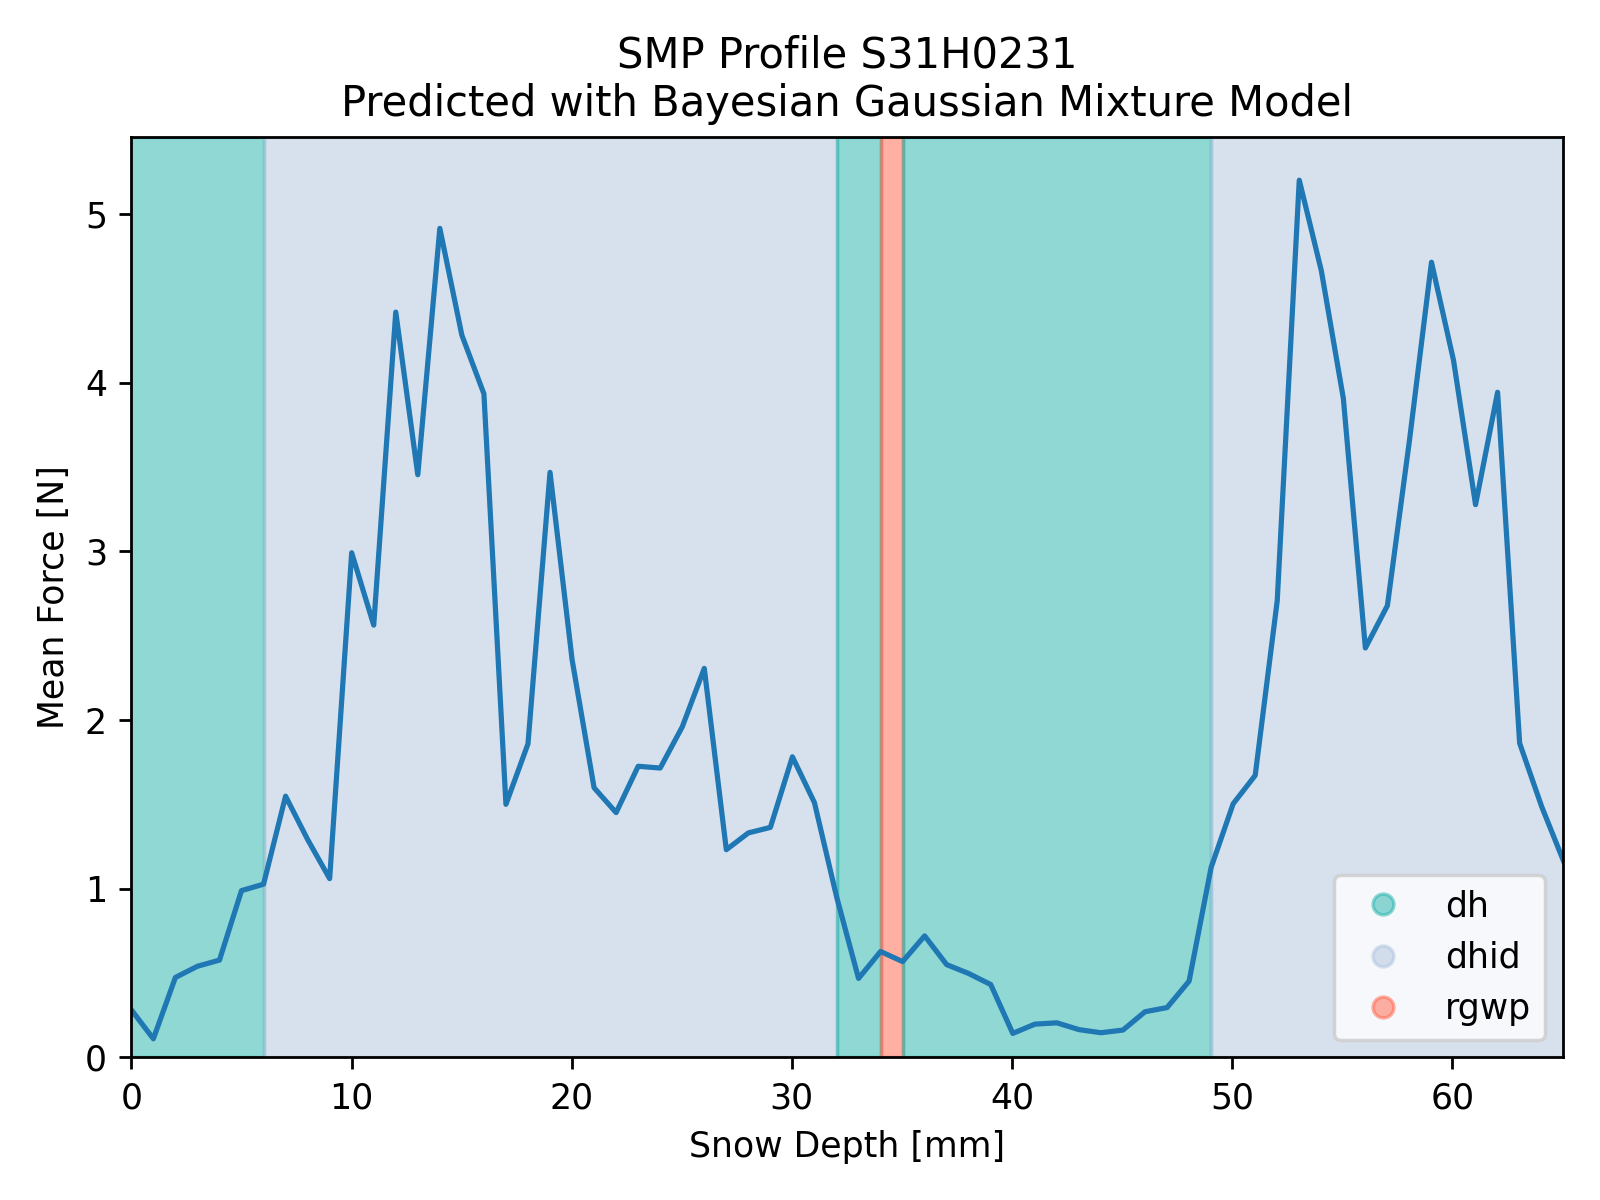 SMP Profile S31H0231
Predicted with Bayesian Gaussian Mixture Model
Mean Force [N]
5
4
3
2
1
0
0 10 20 30 40 50 60
Snow Depth [mm]
dh
dhid
rgwp